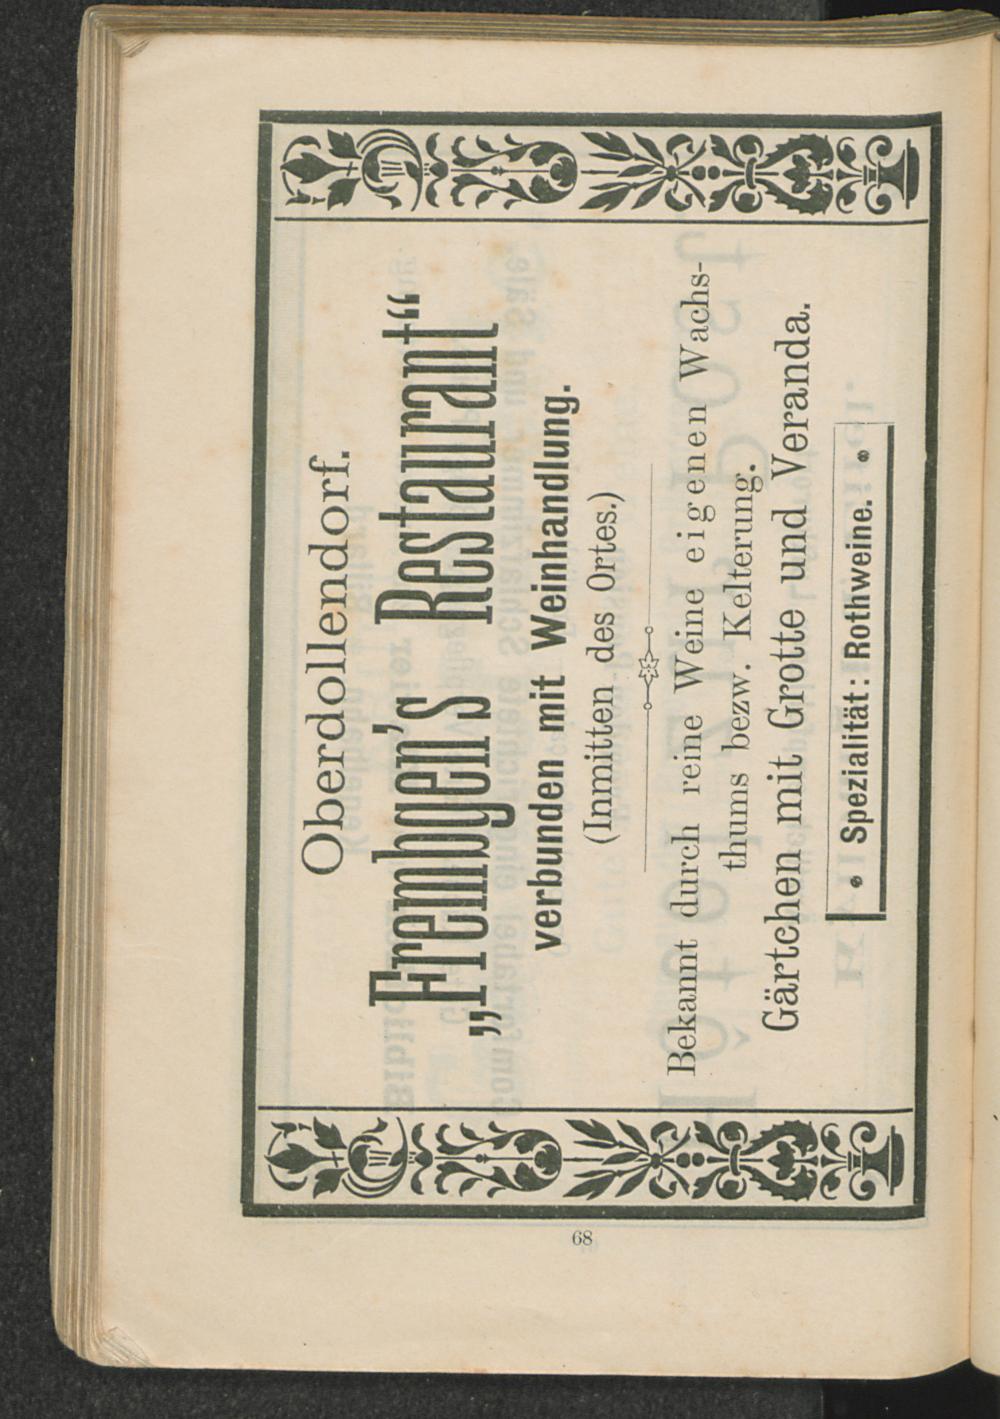 Oberdollendorf.
„Frembgen's Restaurant“
verbunden mit Weinhandlung.
(Inmitten des Ortes.)
Bekannt durch reine Weine eigenen Wachs-
thums bezw. Kelterung.
Gärtchen mit Grotte und Veranda.
Spezialität: Rothweine.
68